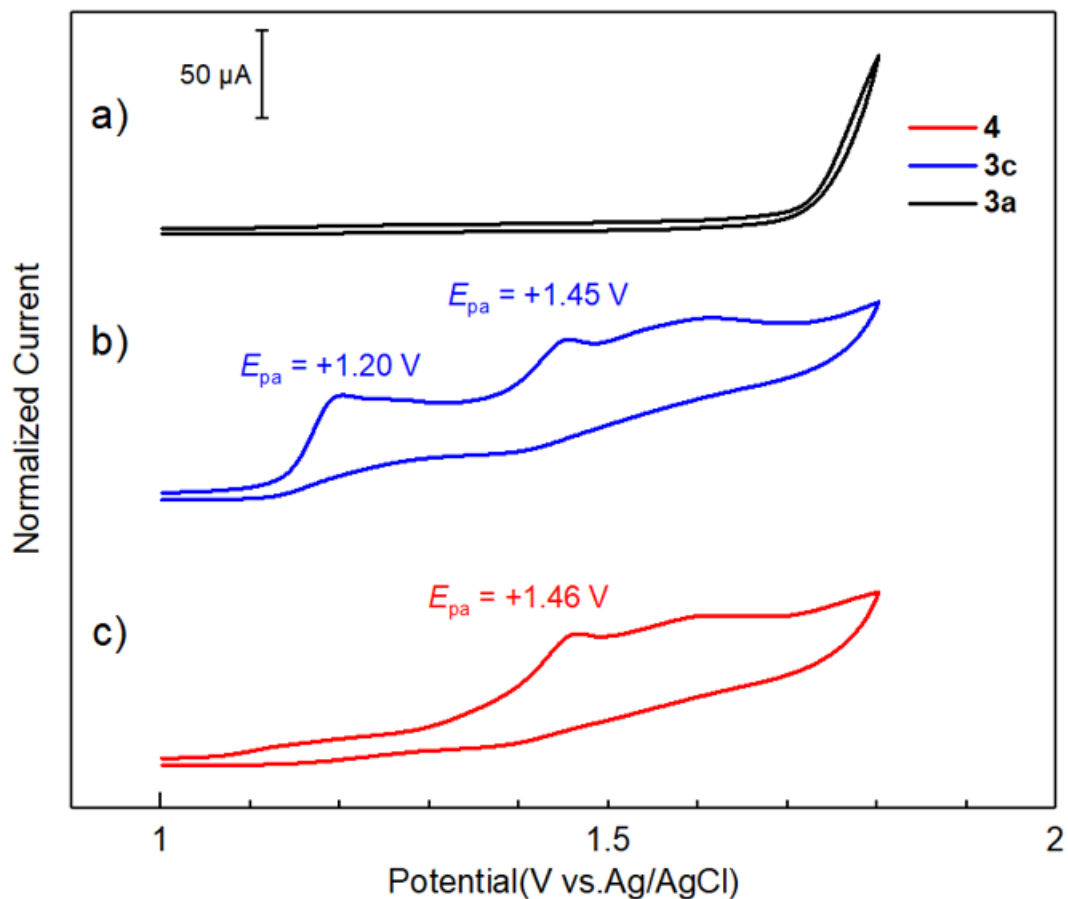 50 µA
a)
4
3c
3a
E_pa = +1.45 V
b)
E_pa = +1.20 V
E_pa = +1.46 V
c)
Normalized Current
1
1.5
2
Potential(V vs.Ag/AgCl)